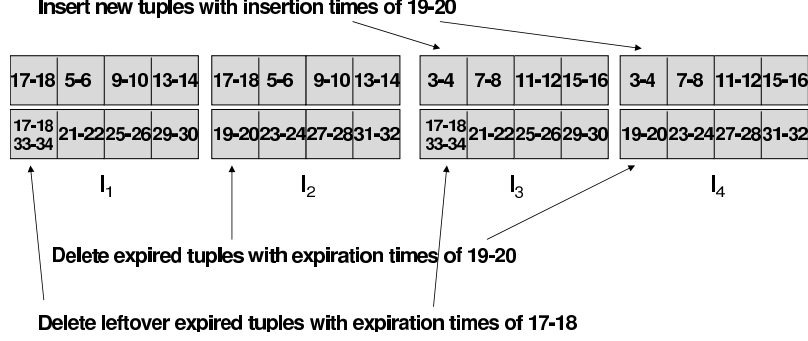 Insert new tuples with insertion times of 19-20
17-18 5-6 9-10 13-14 17-18 5-6 9-10 13-14 3-4 7-8 11-12 15-16 3-4 7-8 11-12 15-16
17-18 33-34 21-22 25-26 29-30 19-20 23-24 27-28 31-32 17-18 33-34 21-22 25-26 29-30 19-20 23-24 27-28 31-32
I1 I2 I3 I4
Delete expired tuples with expiration times of 19-20
Delete leftover expired tuples with expiration times of 17-18